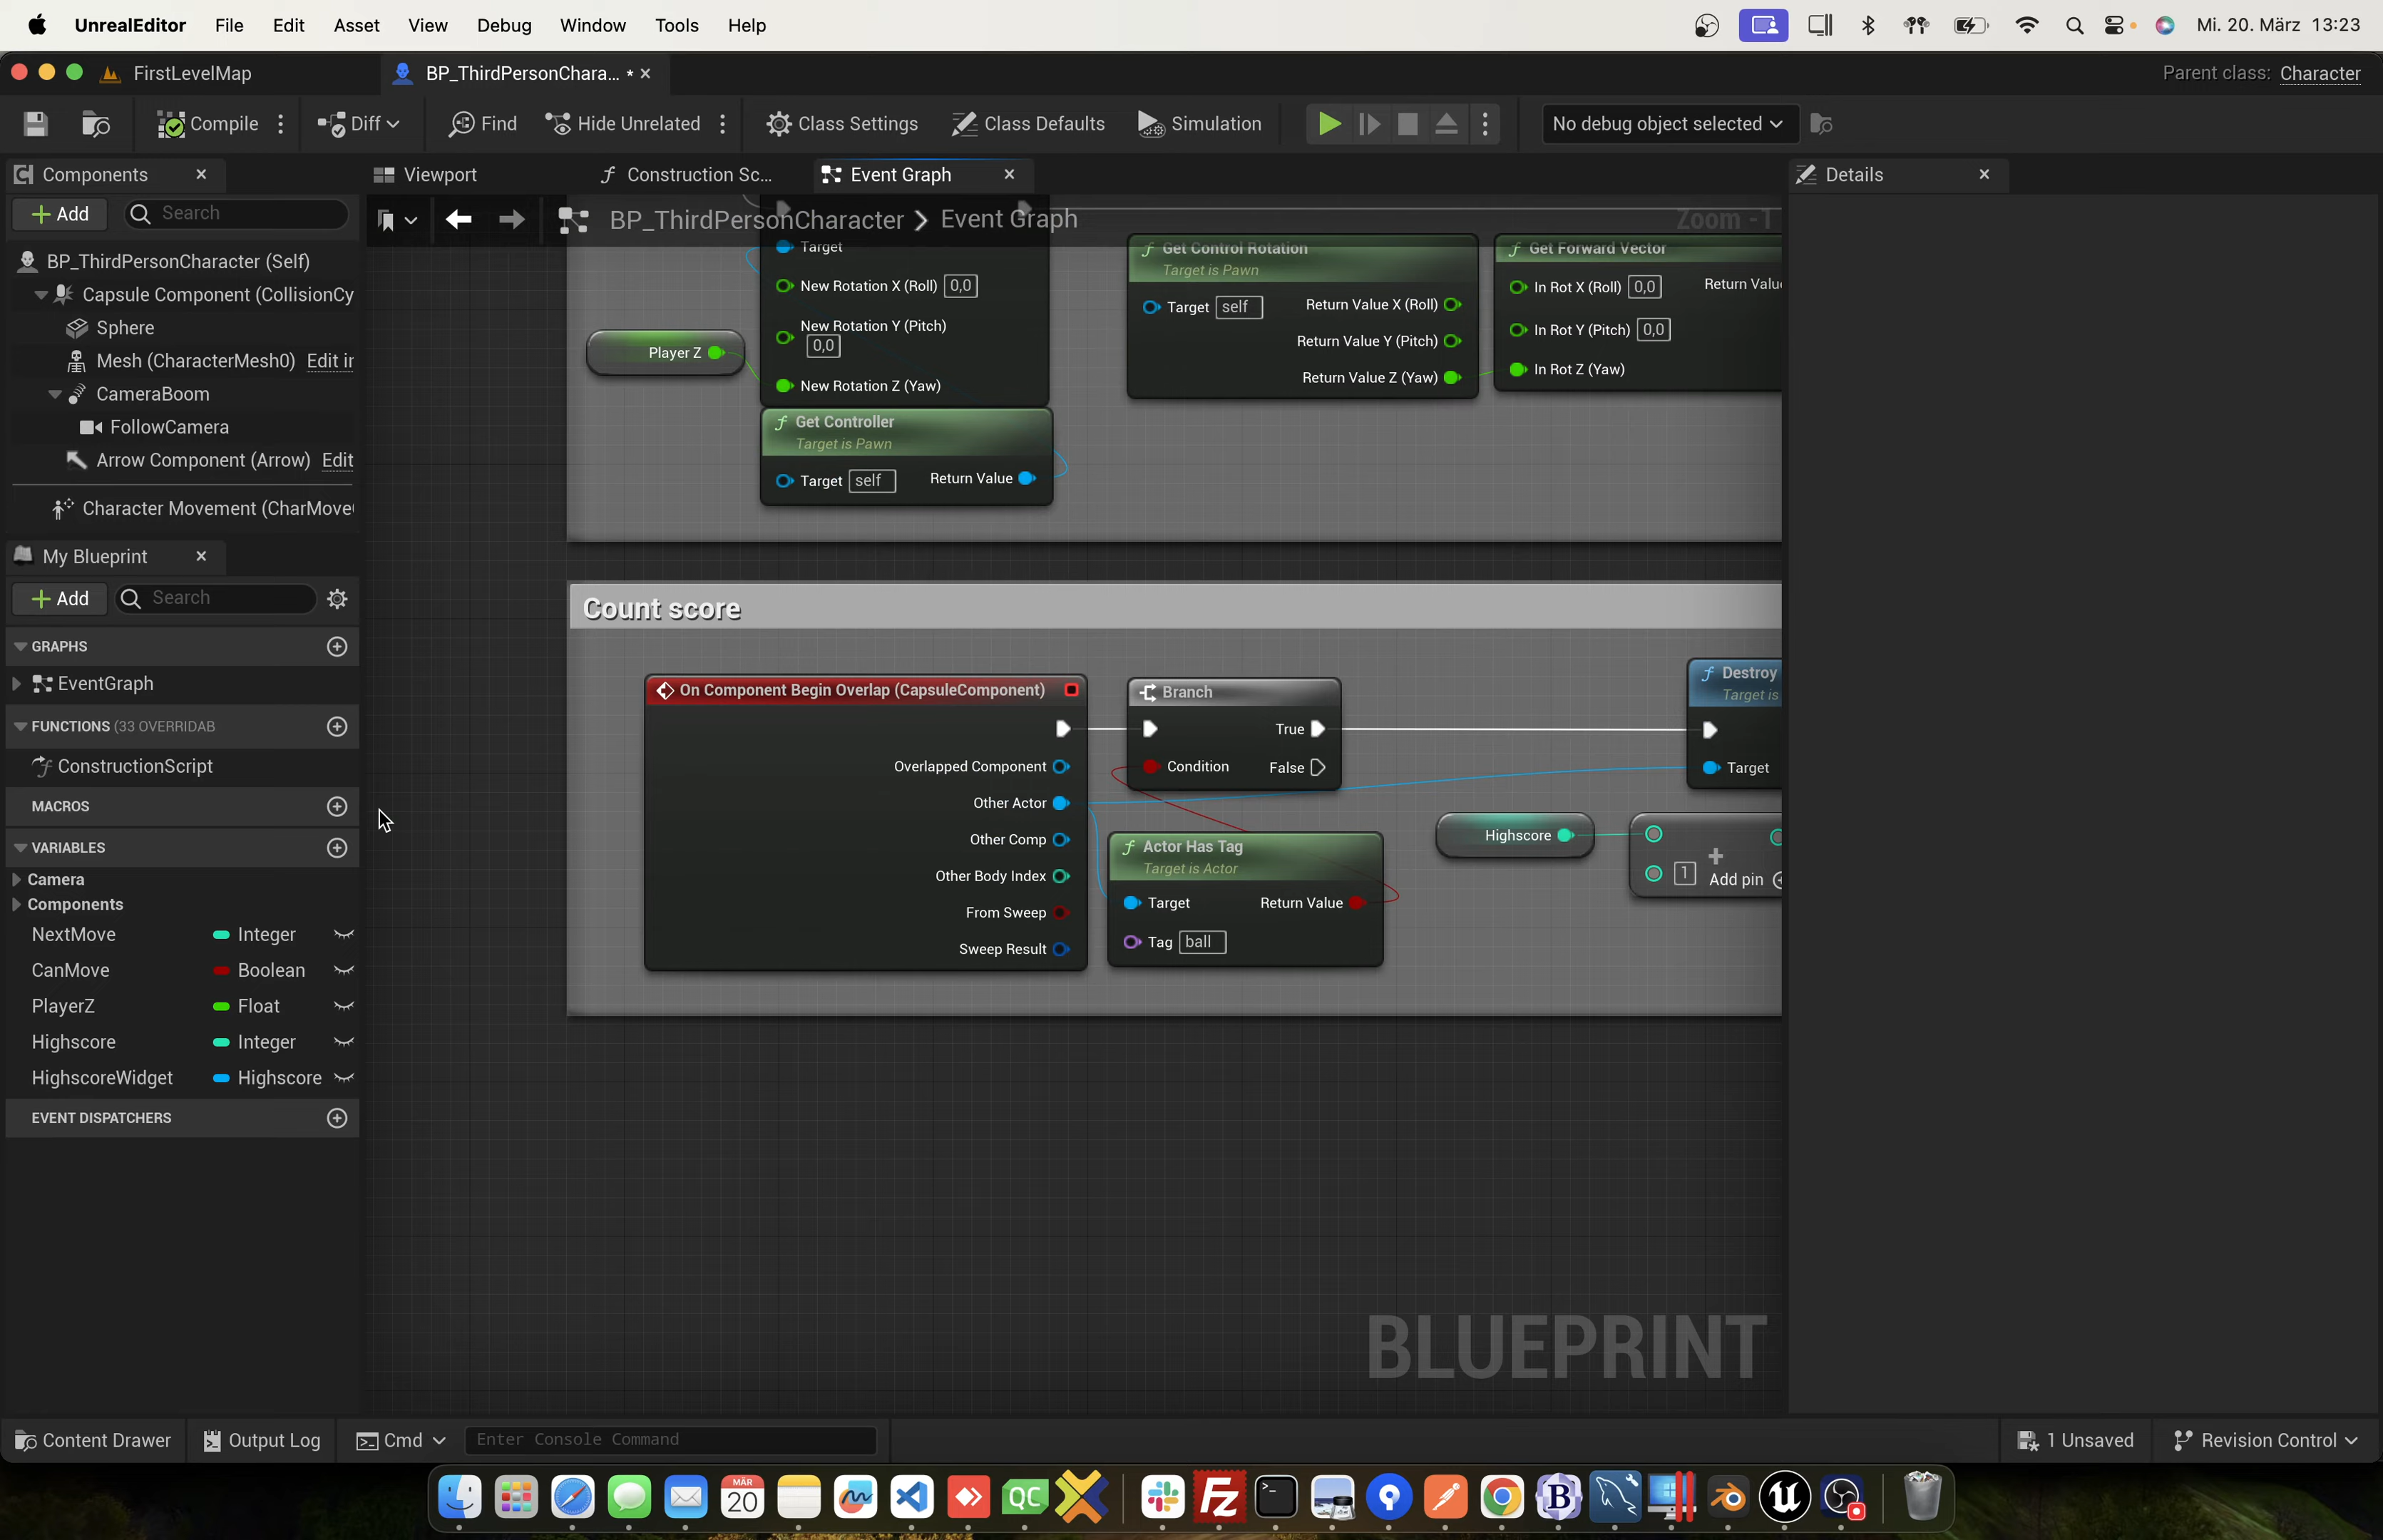 UnrealEditor File Edit Asset View Debug Window Tools Help Mi. 20. März 13:23
FirstLevelMap BP_ThirdPersonChara... * Parent class: Character
Compile Diff Find Hide Unrelated Class Settings Class Defaults Simulation No debug object selected
Components Viewport Construction Sc... Event Graph Details
Add Search
BP_ThirdPersonCharacter Event Graph Zoom -1
BP_ThirdPersonCharacter (Self)
Capsule Component (CollisionCy
Sphere
Mesh (CharacterMesh0) Edit in
CameraBoom
FollowCamera
Arrow Component (Arrow) Edit
Character Movement (CharMove
My Blueprint
Add Search
GRAPHS
EventGraph
FUNCTIONS (33 OVERRIDAB
ConstructionScript
MACROS
VARIABLES
Camera
Components
NextMove Integer
CanMove Boolean
PlayerZ Float
Highscore Integer
HighscoreWidget Highscore
EVENT DISPATCHERS
Target
New Rotation X (Roll) 0,0
New Rotation Y (Pitch)
0,0
New Rotation Z (Yaw)
Player Z
Get Controller
Target is Pawn
Target self Return Value
Get Control Rotation
Target is Pawn
Target self Return Value X (Roll)
Return Value Y (Pitch)
Return Value Z (Yaw)
Get Forward Vector
In Rot X (Roll) 0,0 Return Valu
In Rot Y (Pitch) 0,0
In Rot Z (Yaw)
Count score
On Component Begin Overlap (CapsuleComponent)
Overlapped Component
Other Actor
Other Comp
Other Body Index
From Sweep
Sweep Result
Branch
True
Condition False
Actor Has Tag
Target is Actor
Target Return Value
Tag ball
Highscore
1 Add pin
Destroy
Target is
Target
BLUEPRINT
Content Drawer Output Log Cmd Enter Console Command 1 Unsaved Revision Control
MÄR
20
QC
Fz
B